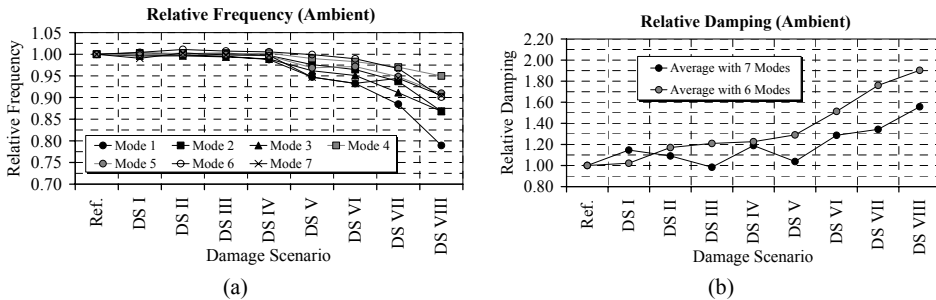 Relative Frequency (Ambient)
Relative Frequency
1.05
1.00
0.95
0.90
0.85
0.80
0.75
0.70
Mode 1
Mode 2
Mode 3
Mode 4
Mode 5
Mode 6
Mode 7
Ref.
DS I
DS II
DS III
DS IV
DS V
DS VI
DS VII
DS VIII
Damage Scenario
(a)
Relative Damping (Ambient)
Relative Damping
2.20
2.00
1.80
1.60
1.40
1.20
1.00
0.80
Average with 7 Modes
Average with 6 Modes
Ref.
DS I
DS II
DS III
DS IV
DS V
DS VI
DS VII
DS VIII
Damage Scenario
(b)